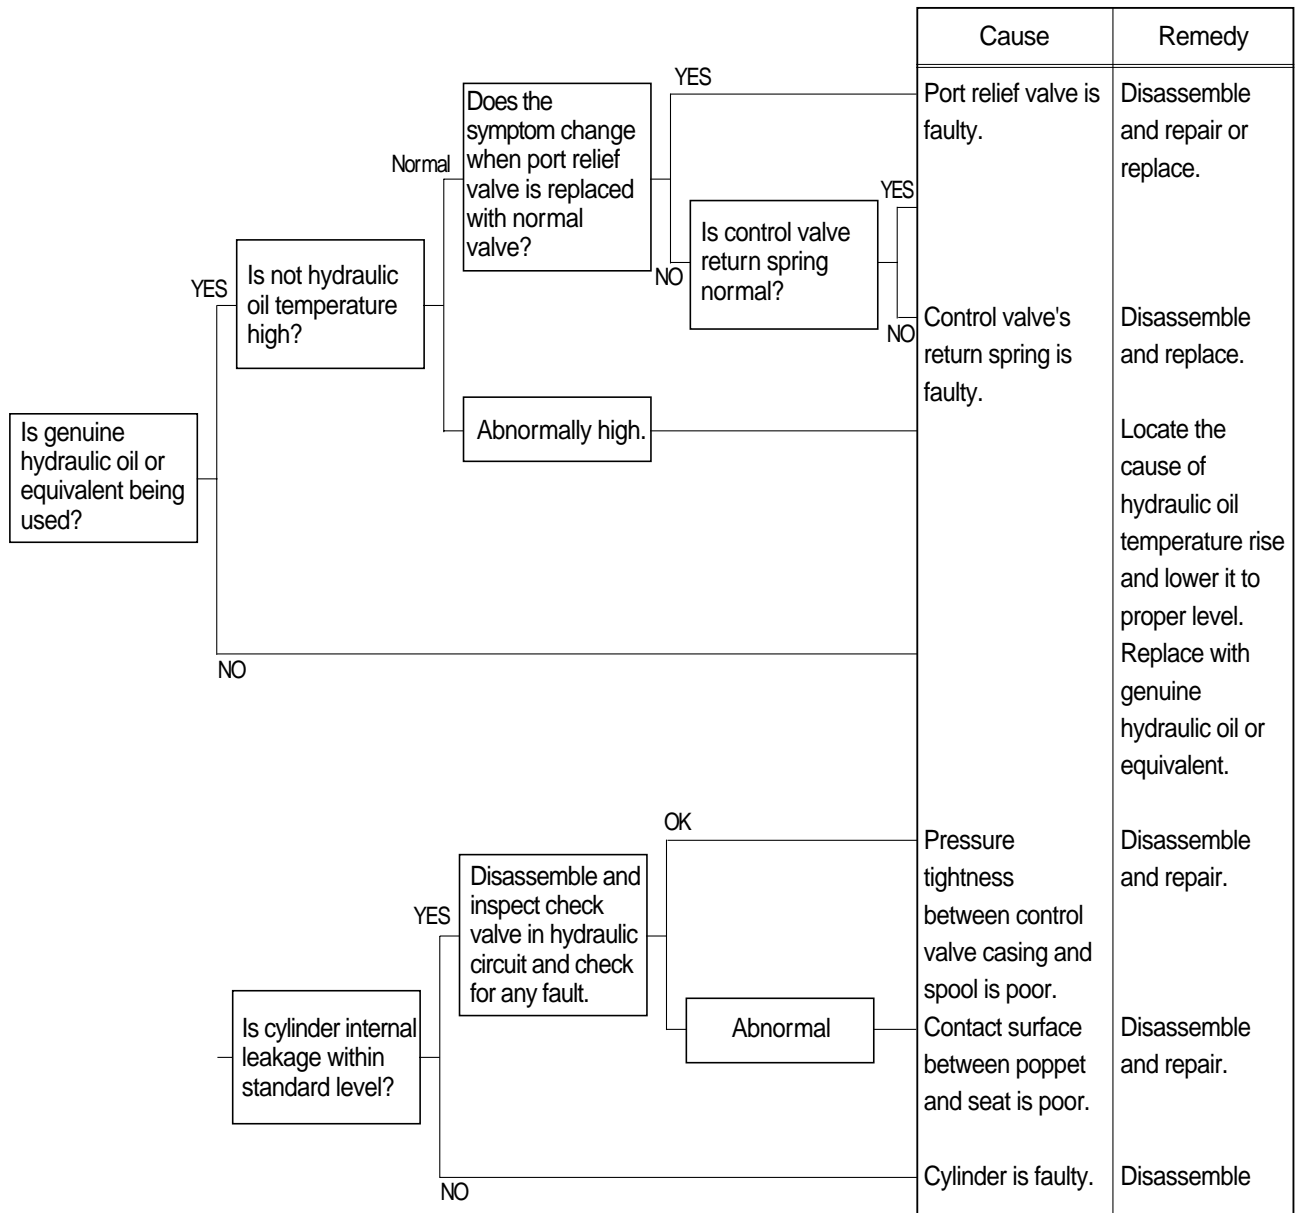 Cause
Remedy
YES
Does the
symptom change
when port relief
valve is replaced
with normal
valve?
Port relief valve is
faulty.
Disassemble
and repair or
replace.
Normal
YES
Is control valve
return spring
normal?
NO
YES
Is not hydraulic
oil temperature
high?
NO
Control valve's
return spring is
faulty.
Disassemble
and replace.
Abnormally high.
Is genuine
hydraulic oil or
equivalent being
used?
Locate the
cause of
hydraulic oil
temperature rise
and lower it to
proper level.
NO
Replace with
genuine
hydraulic oil or
equivalent.
OK
Pressure
tightness
between control
valve casing and
spool is poor.
Disassemble
and repair.
YES
Disassemble and
inspect check
valve in hydraulic
circuit and check
for any fault.
Is cylinder internal
leakage within
standard level?
Abnormal
Contact surface
between poppet
and seat is poor.
Disassemble
and repair.
NO
Cylinder is faulty.
Disassemble